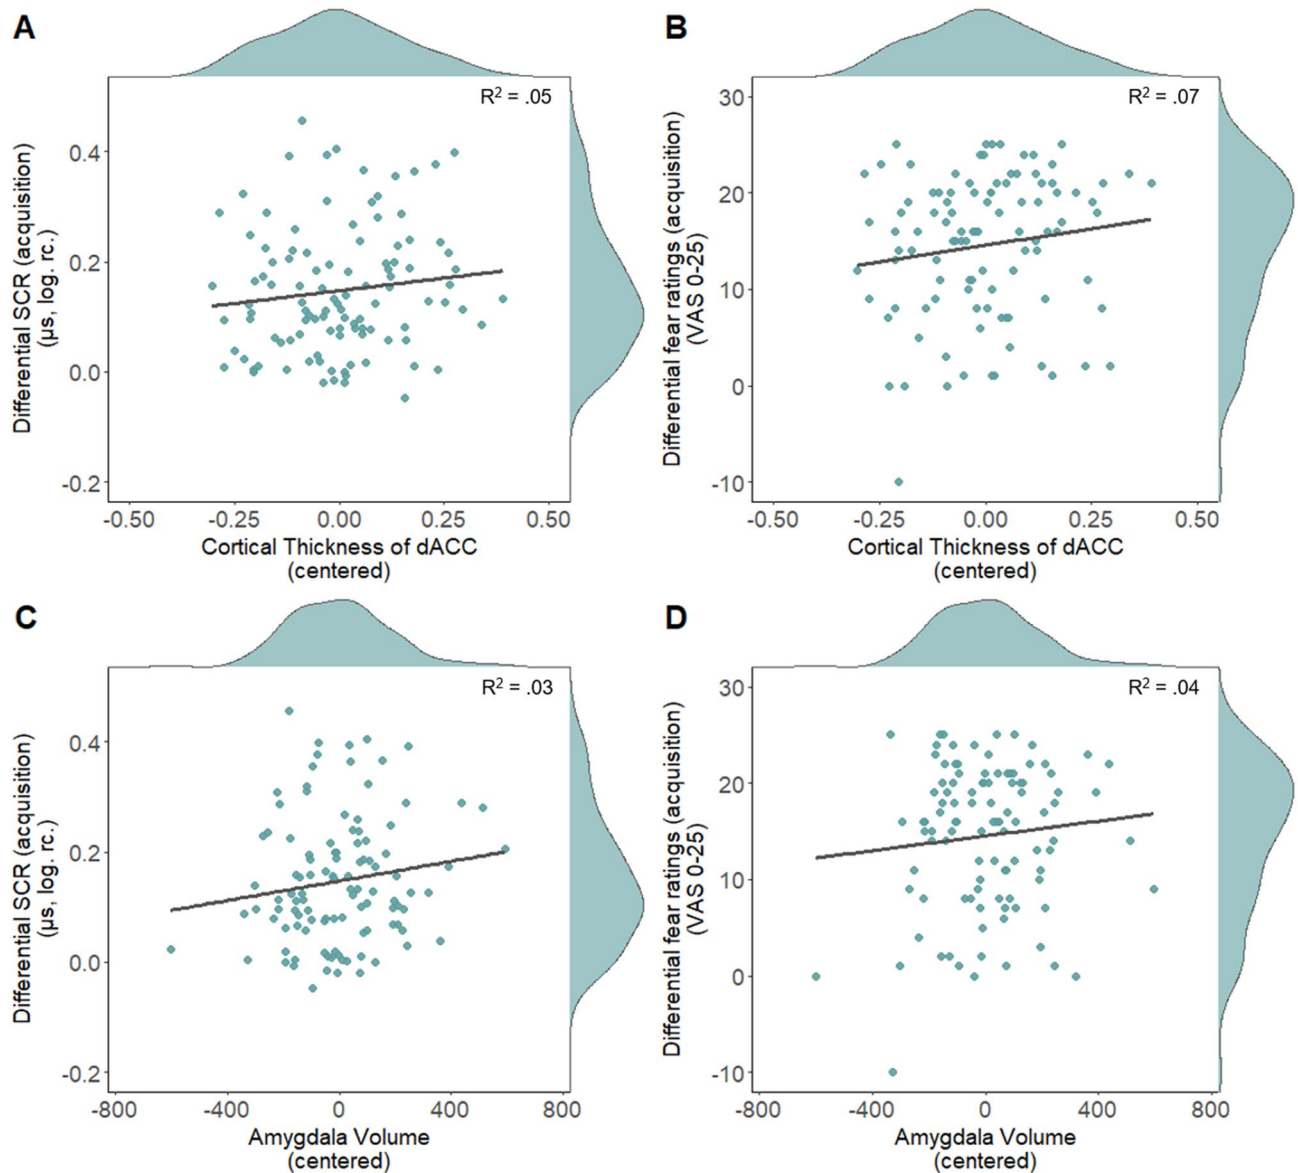 A
R² = .05
Differential SCR (acquisition)
(µs, log. rc.)
0.4
0.2
0.0
-0.2
-0.50
-0.25
0.00
0.25
0.50
Cortical Thickness of dACC
(centered)
B
R² = .07
Differential fear ratings (acquisition)
(VAS 0-25)
30
20
10
0
-10
-0.50
-0.25
0.00
0.25
0.50
Cortical Thickness of dACC
(centered)
C
R² = .03
Differential SCR (acquisition)
(µs, log. rc.)
0.4
0.2
0.0
-0.2
-800
-400
0
400
800
Amygdala Volume
(centered)
D
R² = .04
Differential fear ratings (acquisition)
(VAS 0-25)
30
20
10
0
-10
-800
-400
0
400
800
Amygdala Volume
(centered)